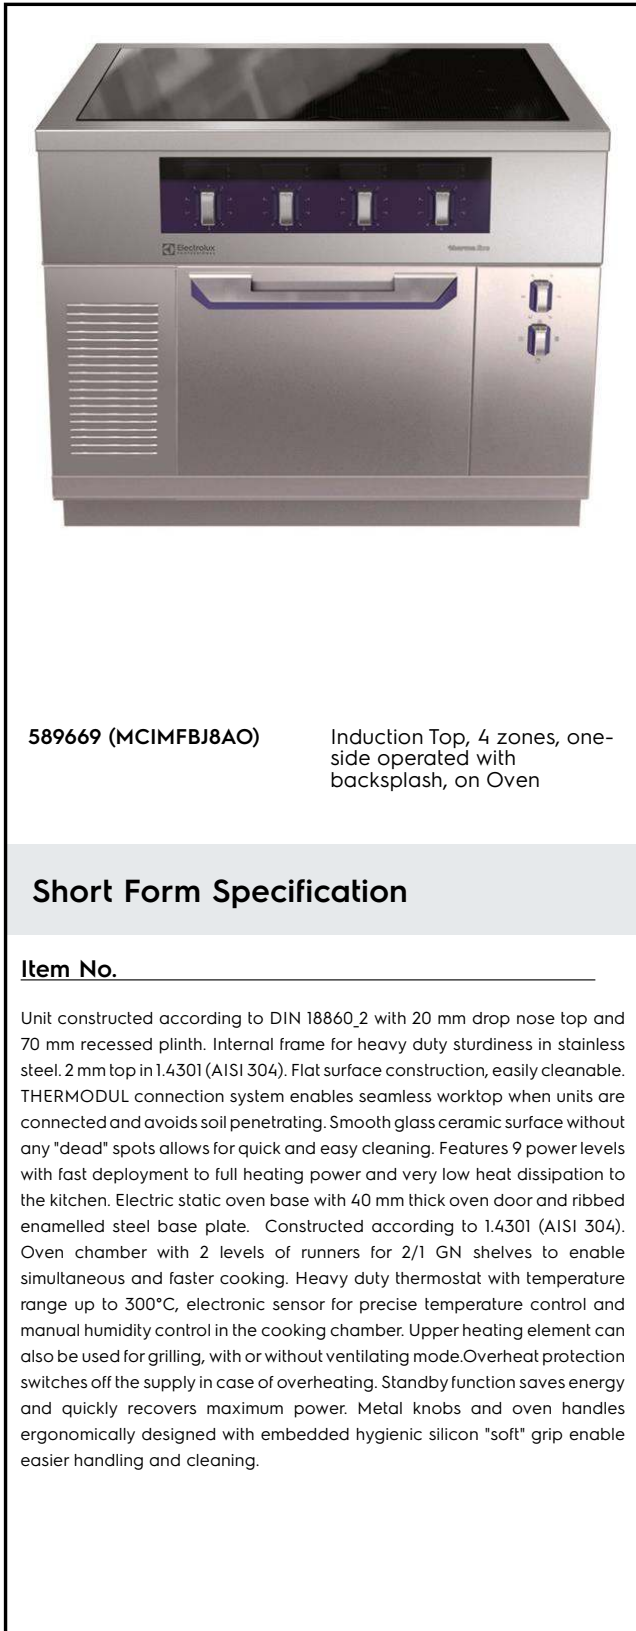 Electrolux
PROFESSIONAL
thermaline
589669 (MCIMFBJ8AO)
Induction Top, 4 zones, one-
side operated with
backsplash, on Oven
Short Form Specification
Item No.
Unit constructed according to DIN 18860_2 with 20 mm drop nose top and
70 mm recessed plinth. Internal frame for heavy duty sturdiness in stainless
steel. 2 mm top in 1.4301 (AISI 304). Flat surface construction, easily cleanable.
THERMODUL connection system enables seamless worktop when units are
connected and avoids soil penetrating. Smooth glass ceramic surface without
any "dead" spots allows for quick and easy cleaning. Features 9 power levels
with fast deployment to full heating power and very low heat dissipation to
the kitchen. Electric static oven base with 40 mm thick oven door and ribbed
enamelled steel base plate.  Constructed according to 1.4301 (AISI 304).
Oven chamber with 2 levels of runners for 2/1 GN shelves to enable
simultaneous and faster cooking. Heavy duty thermostat with temperature
range up to 300°C, electronic sensor for precise temperature control and
manual humidity control in the cooking chamber. Upper heating element can
also be used for grilling, with or without ventilating mode.Overheat protection
switches off the supply in case of overheating. Standby function saves energy
and quickly recovers maximum power. Metal knobs and oven handles
ergonomically designed with embedded hygienic silicon "soft" grip enable
easier handling and cleaning.